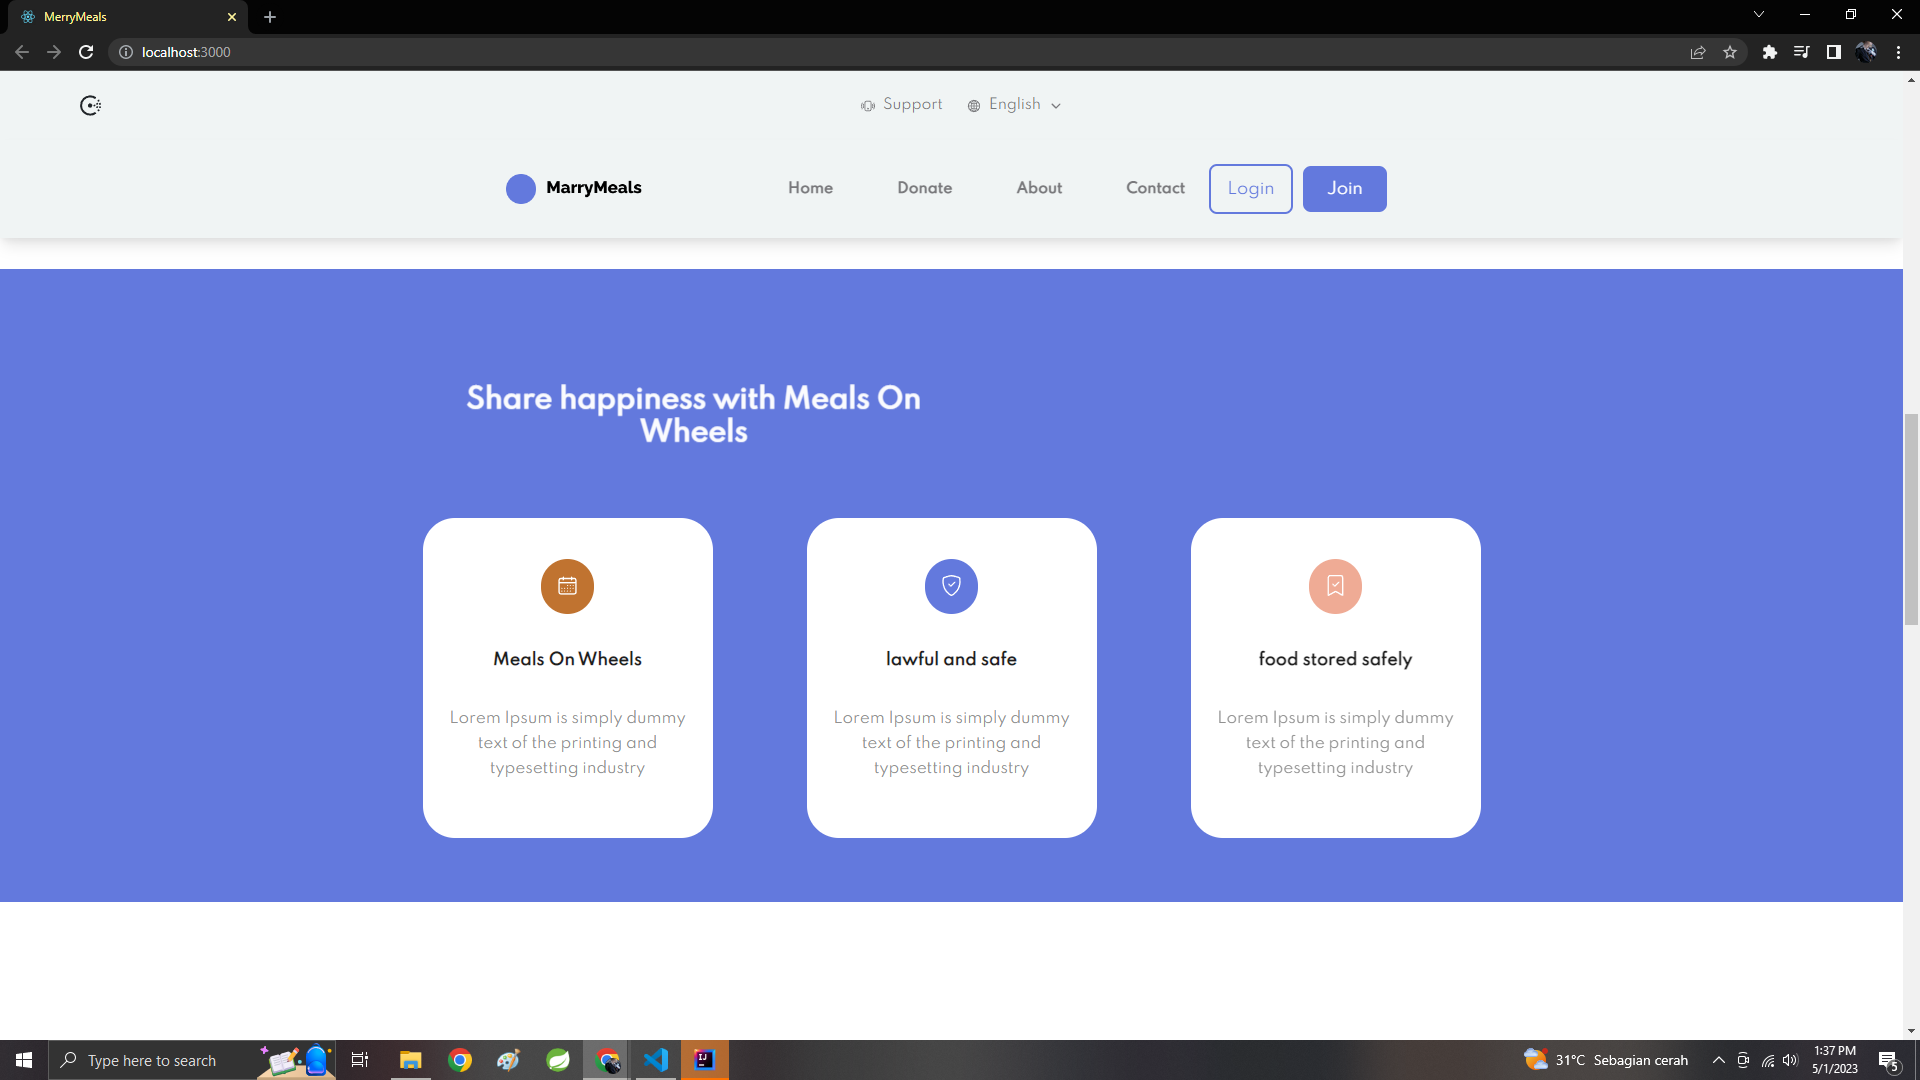 MerryMeals
localhost:3000
Support English
MarryMeals Home Donate About Contact Login Join
Share happiness with Meals On
Wheels
Meals On Wheels
Lorem Ipsum is simply dummy
text of the printing and
typesetting industry
lawful and safe
Lorem Ipsum is simply dummy
text of the printing and
typesetting industry
food stored safely
Lorem Ipsum is simply dummy
text of the printing and
typesetting industry
Type here to search
IJ
31°C Sebagian cerah
1:37 PM
5/1/2023
5